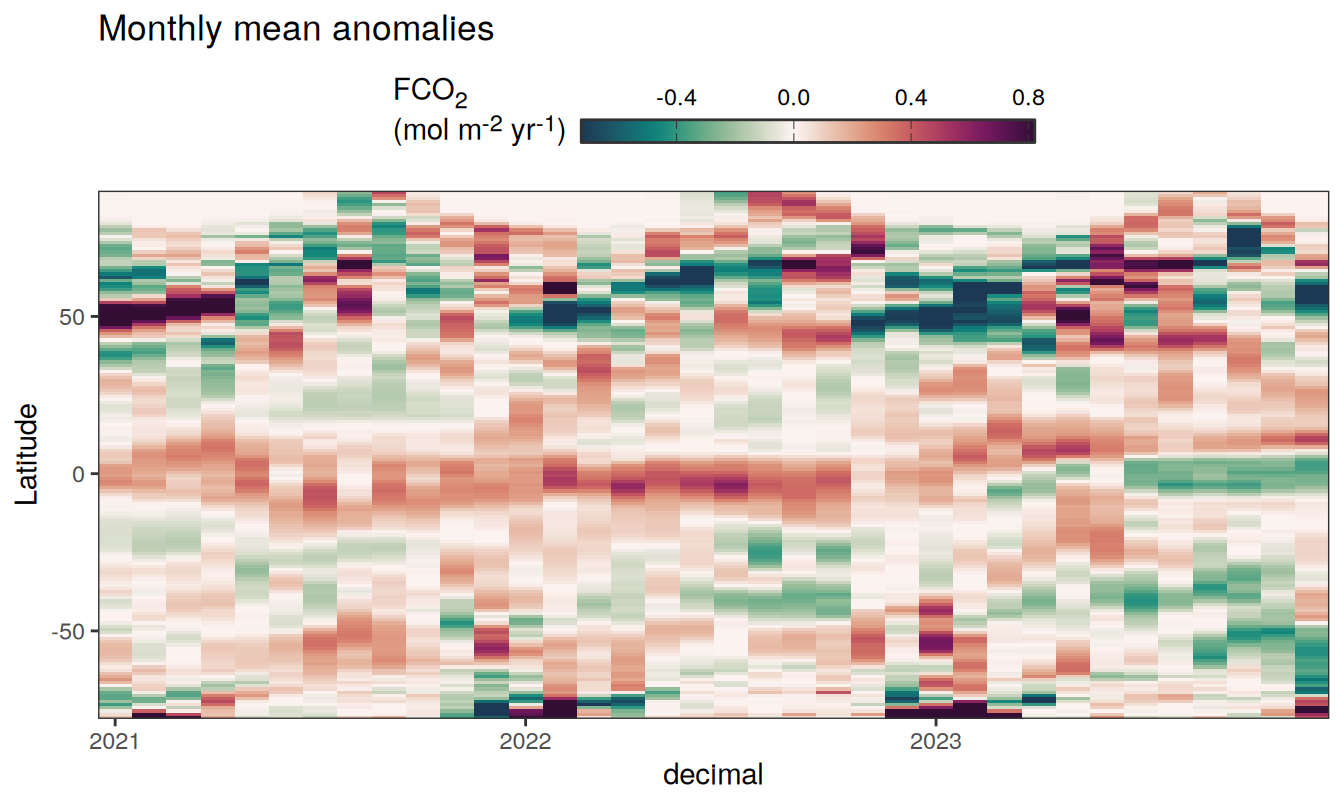 Monthly mean anomalies
FCO₂
(mol m⁻² yr⁻¹)
-0.4 0.0 0.4 0.8
Latitude
50
0
-50
2021 2022 2023
decimal